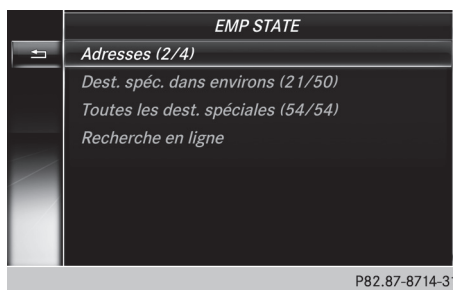 EMP STATE
Adresses (2/4)
Dest. spéc. dans environs (21/50)
Toutes les dest. spéciales (54/54)
Recherche en ligne
P82.87-8714-31